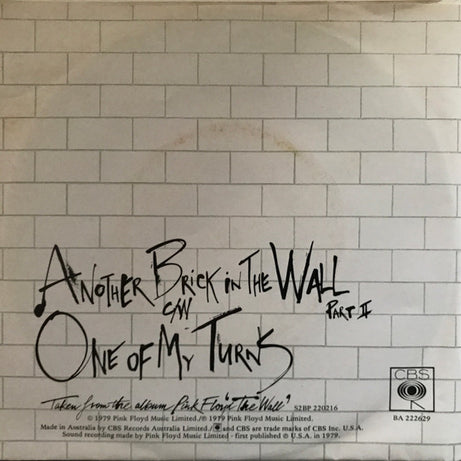 Another Brick in The Wall
Part II
c/w
One of My Turns
Taken from the album Pink Floyd "The Wall" S2BP 220216
© 1979 Pink Floyd Music Limited./℗ 1979 Pink Floyd Music Limited.
Made in Australia by CBS Records Australia Limited./ and CBS are trade marks of CBS Inc. U.S.A.
Sound recording made by Pink Floyd Music Limited - first published ℗ U.S.A. in 1979.
CBS
BA 222629